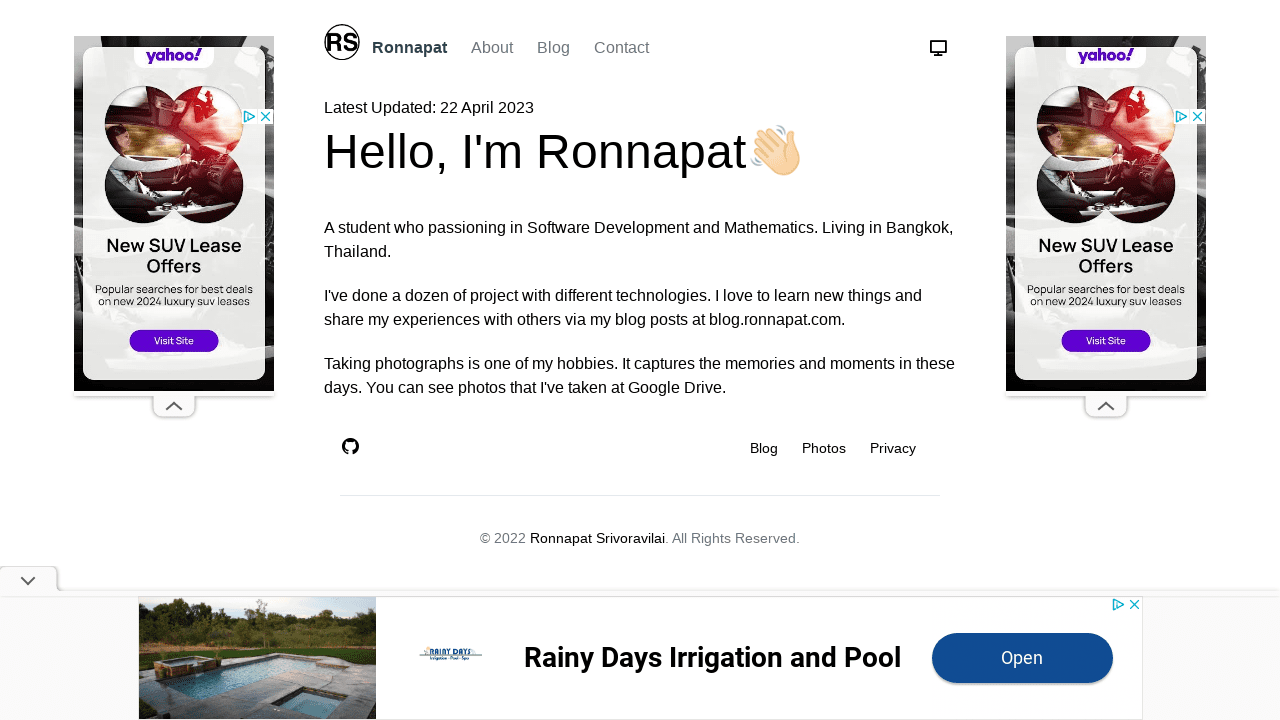 RS
Ronnapat About Blog Contact
yahoo!
New SUV Lease
Offers
Popular searches for best deals
on new 2024 luxury suv leases
Visit Site
Latest Updated: 22 April 2023
Hello, I'm Ronnapat
A student who passioning in Software Development and Mathematics. Living in Bangkok,
Thailand.
I've done a dozen of project with different technologies. I love to learn new things and
share my experiences with others via my blog posts at blog.ronnapat.com.
Taking photographs is one of my hobbies. It captures the memories and moments in these
days. You can see photos that I've taken at Google Drive.
Blog Photos Privacy
© 2022 Ronnapat Srivoravilai. All Rights Reserved.
yahoo!
New SUV Lease
Offers
Popular searches for best deals
on new 2024 luxury suv leases
Visit Site
RAINY DAYS
Irrigation - Pool - Spa
Rainy Days Irrigation and Pool
Open